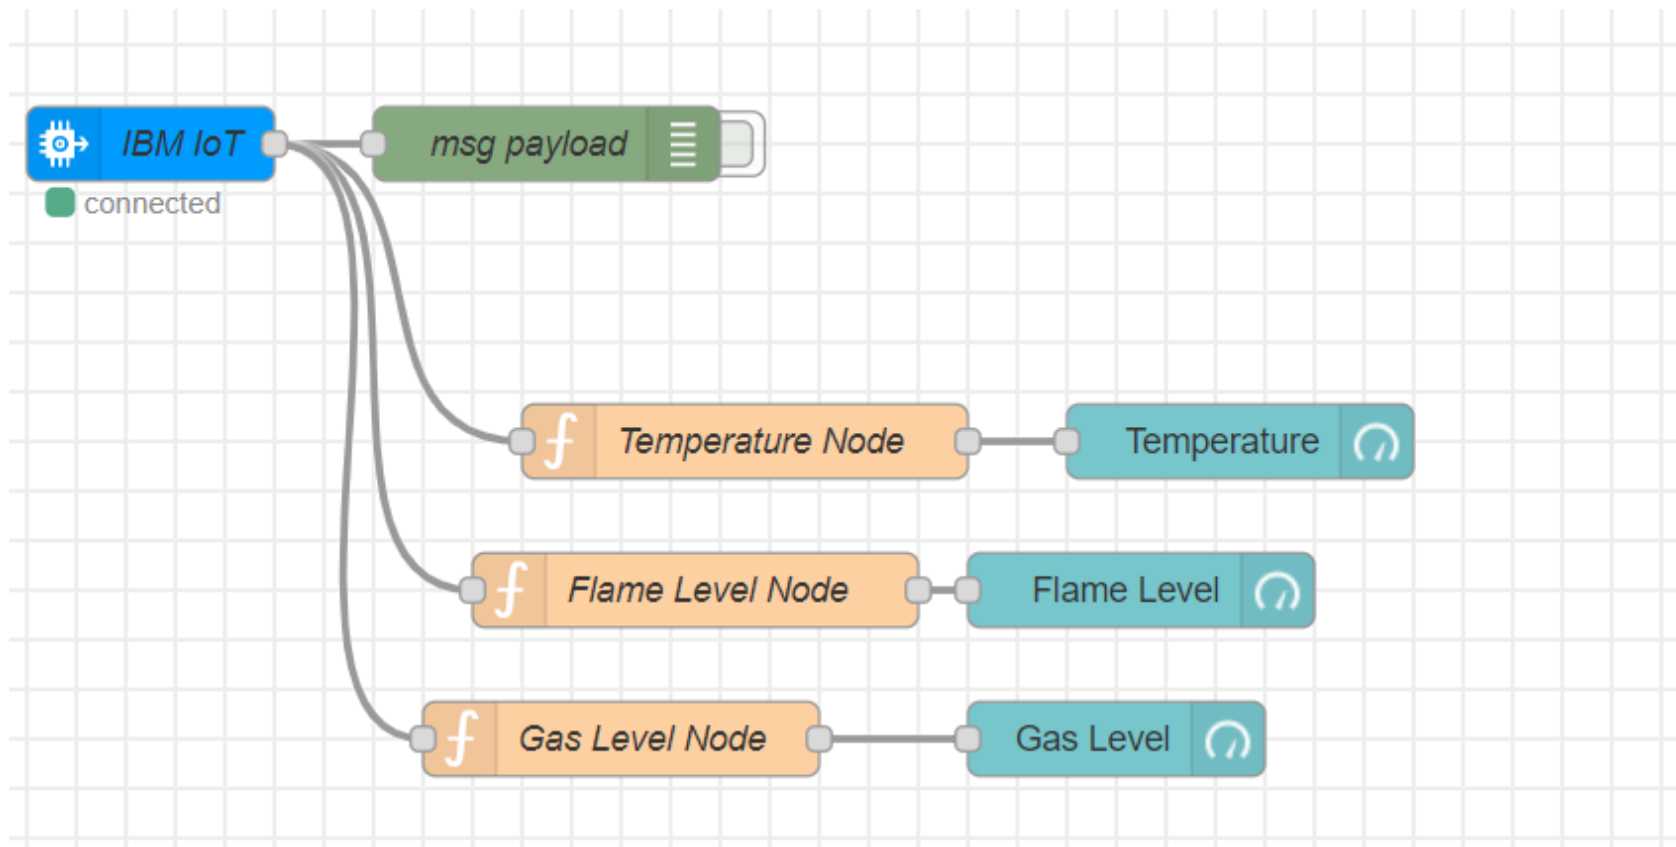 IBM IoT
msg payload
connected
Temperature Node
Temperature
Flame Level Node
Flame Level
Gas Level Node
Gas Level